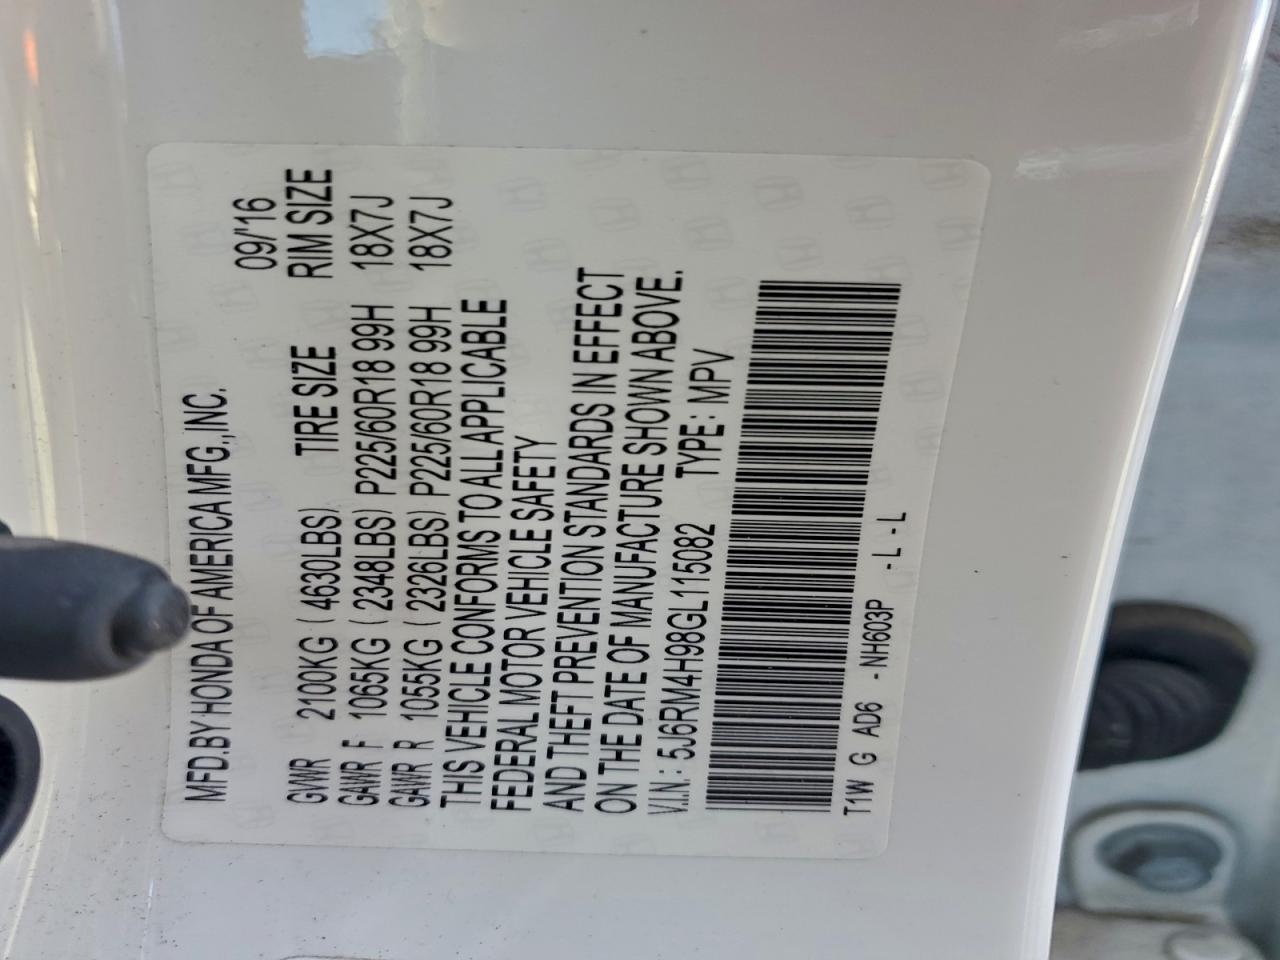 MFD.BY HONDA OF AMERICA MFG.,INC.
09/'16
GVWR 2100KG (4630LBS) TIRE SIZE RIM SIZE
GAWR F 1065KG (2348LBS) P225/60R18 99H 18X7J
GAWR R 1055KG (2326LBS) P225/60R18 99H 18X7J
THIS VEHICLE CONFORMS TO ALL APPLICABLE
FEDERAL MOTOR VEHICLE SAFETY
AND THEFT PREVENTION STANDARDS IN EFFECT
ON THE DATE OF MANUFACTURE SHOWN ABOVE.
V.I.N.: 5J6RM4H98GL115082 TYPE: MPV
T1W G AD6 -NH603P -L -L